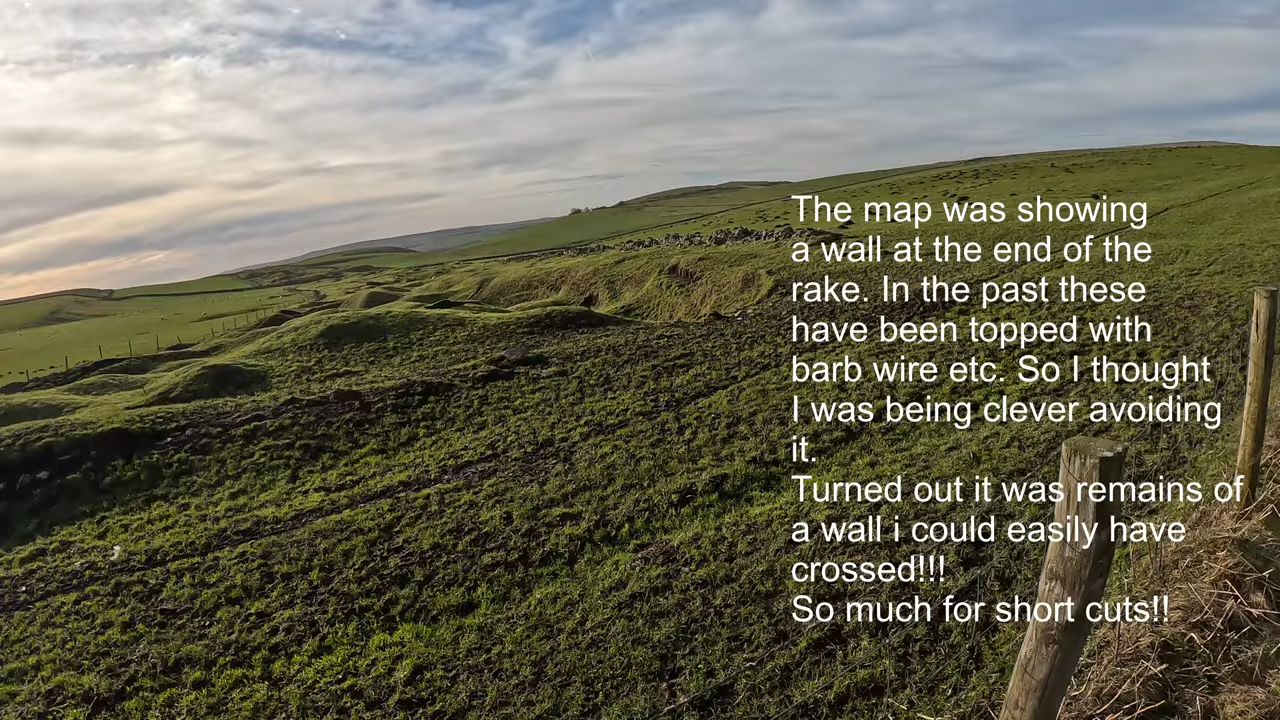 The map was showing
a wall at the end of the
rake. In the past these
have been topped with
barb wire etc. So I thought
I was being clever avoiding
it.
Turned out it was remains of
a wall i could easily have
crossed!!!
So much for short cuts!!